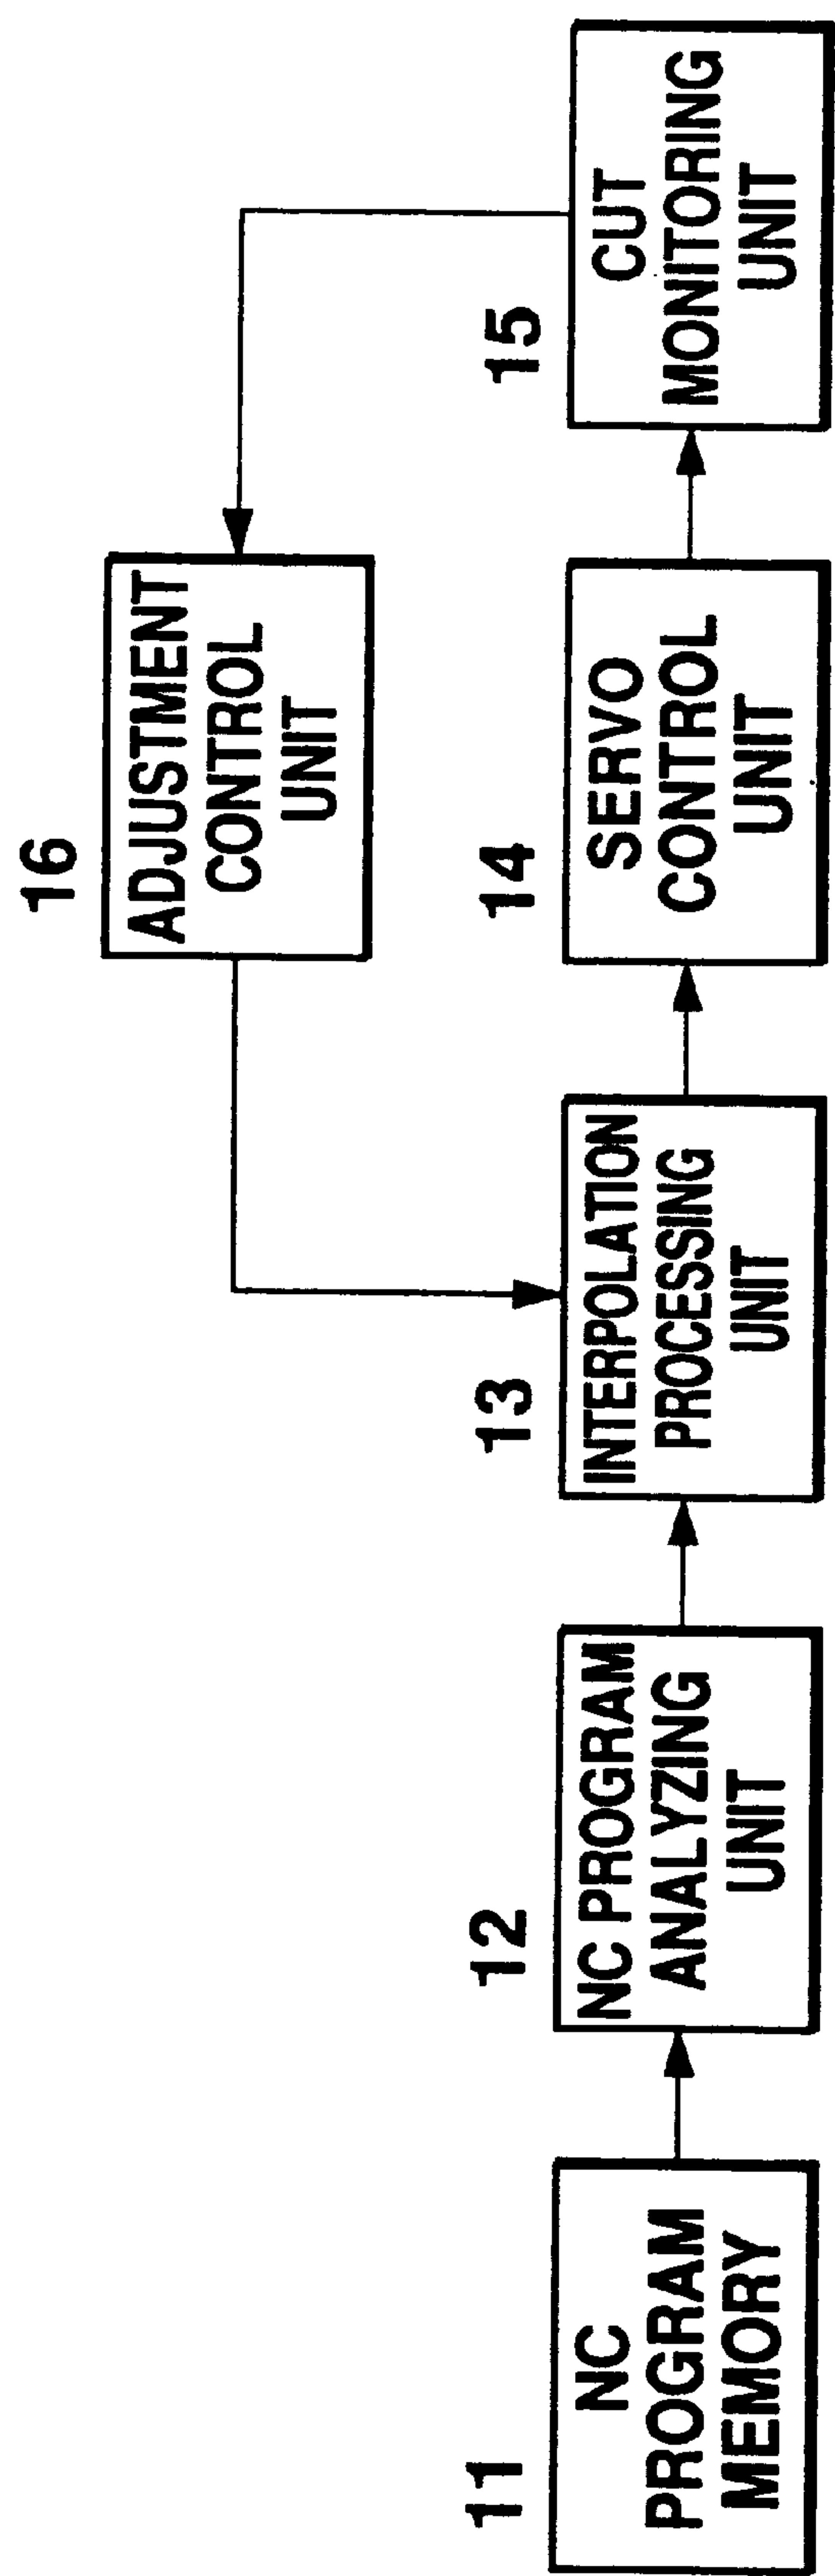 16
ADJUSTMENT
CONTROL
UNIT
11
NC
PROGRAM
MEMORY
12
NC PROGRAM
ANALYZING
UNIT
13
INTERPOLATION
PROCESSING
UNIT
14
SERVO
CONTROL
UNIT
15
CUT
MONITORING
UNIT